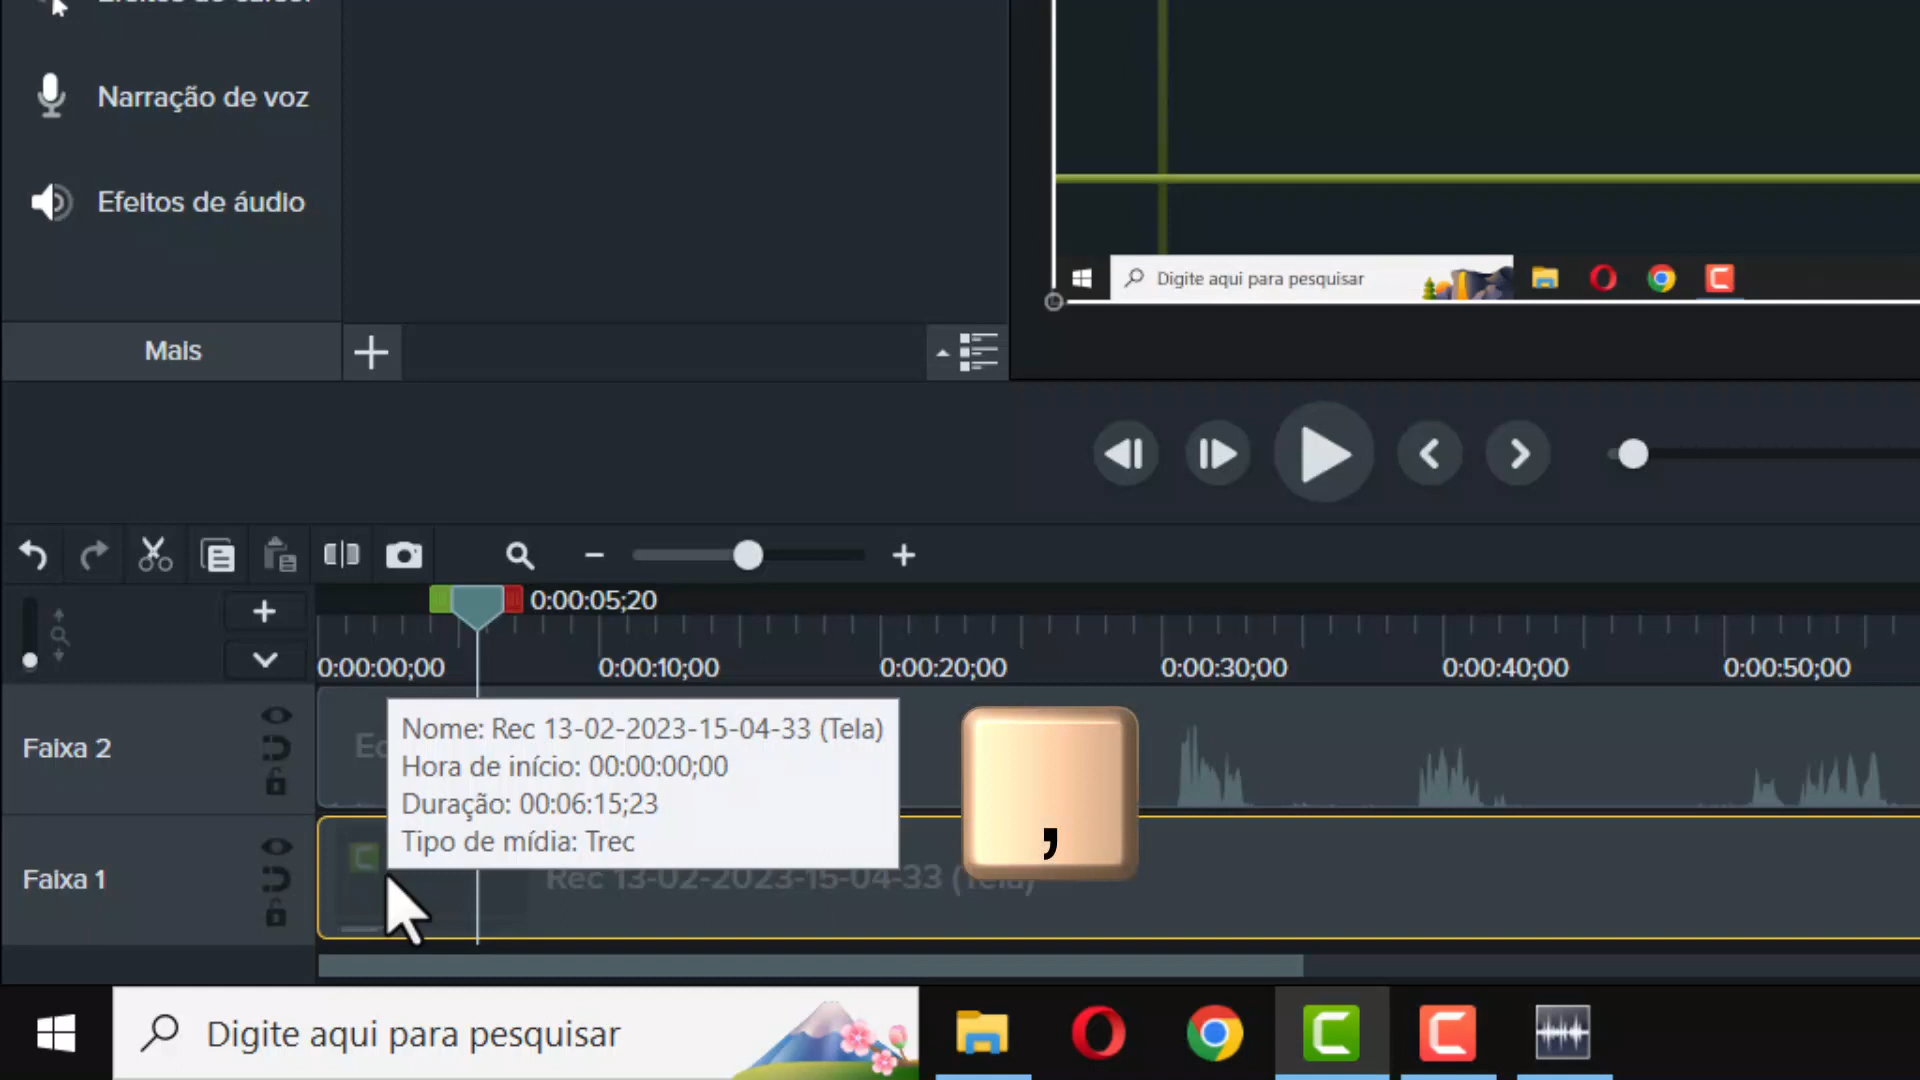 Narração de voz
Efeitos de áudio
Digite aqui para pesquisar
Mais
0:00:05;20
0:00:00;00
0:00:10;00
0:00:20;00
0:00:30;00
0:00:40;00
0:00:50;00
Nome: Rec 13-02-2023-15-04-33 (Tela)
Hora de início: 00:00:00;00
Duração: 00:06:15;23
Tipo de mídia: Trec
Faixa 2
,
Faixa 1
Rec 13-02-2023-15-04-33 (Tela)
Digite aqui para pesquisar